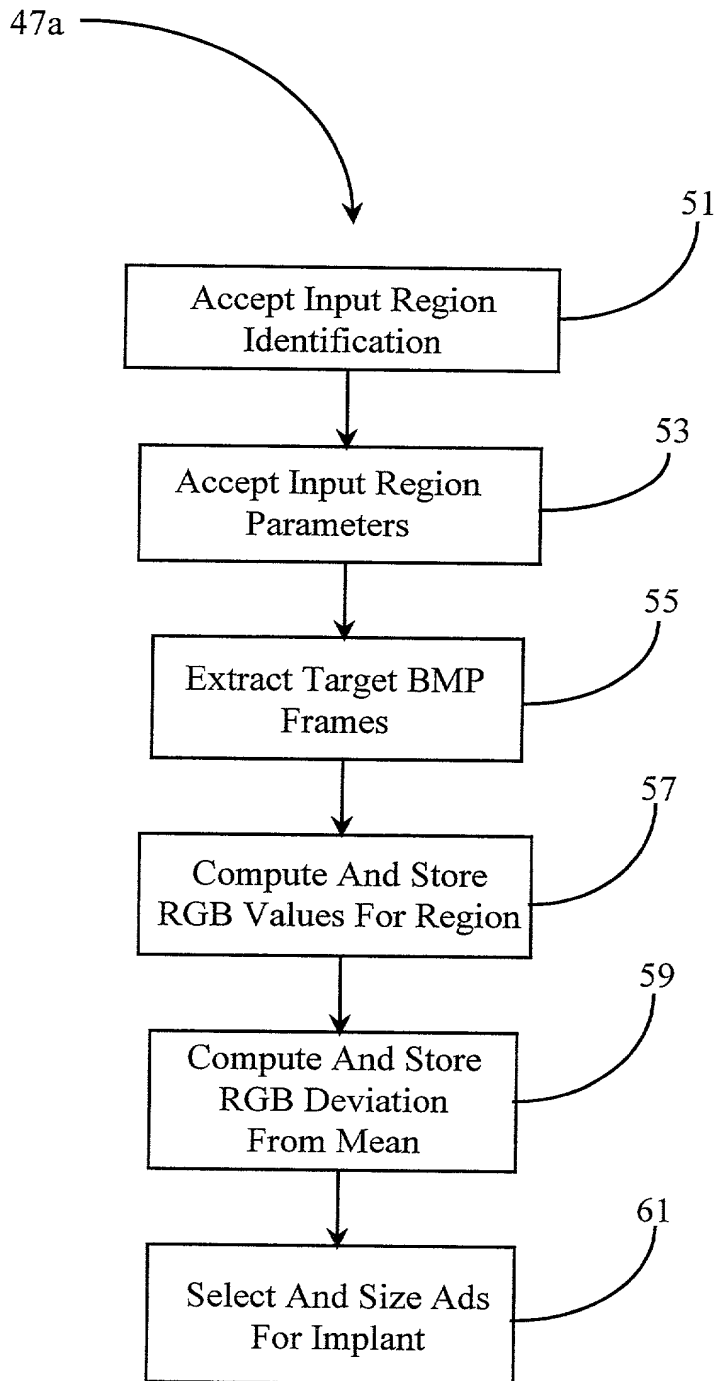 47a
51
Accept Input Region
Identification
53
Accept Input Region
Parameters
55
Extract Target BMP
Frames
57
Compute And Store
RGB Values For Region
59
Compute And Store
RGB Deviation
From Mean
61
Select And Size Ads
For Implant